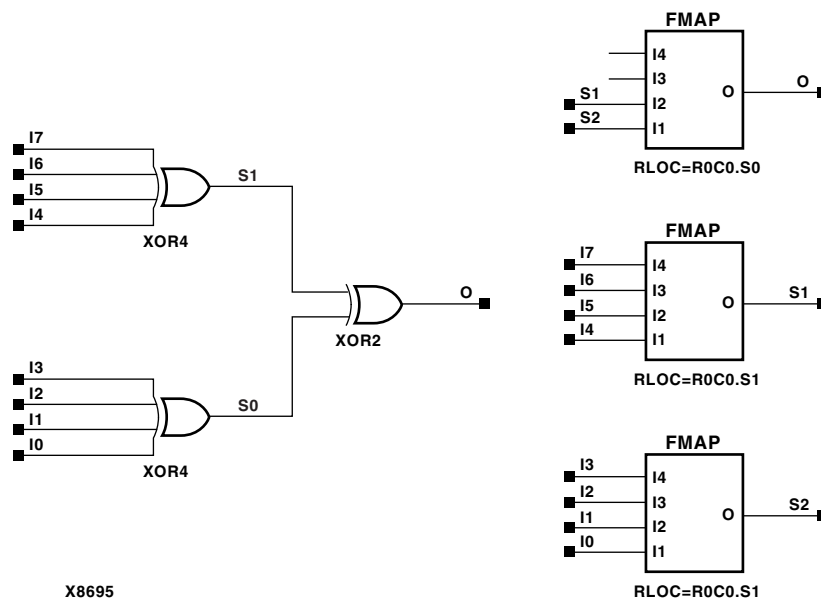 I7
I6
I5
I4
S1
XOR4
O
XOR2
I3
I2
I1
I0
S0
XOR4
X8695
FMAP
I4
I3
S1 I2
S2 I1
O O
RLOC=R0C0.S0
FMAP
I7 I4
I6 I3
I5 I2
I4 I1
O S1
RLOC=R0C0.S1
FMAP
I3 I4
I2 I3
I1 I2
I0 I1
O S2
RLOC=R0C0.S1